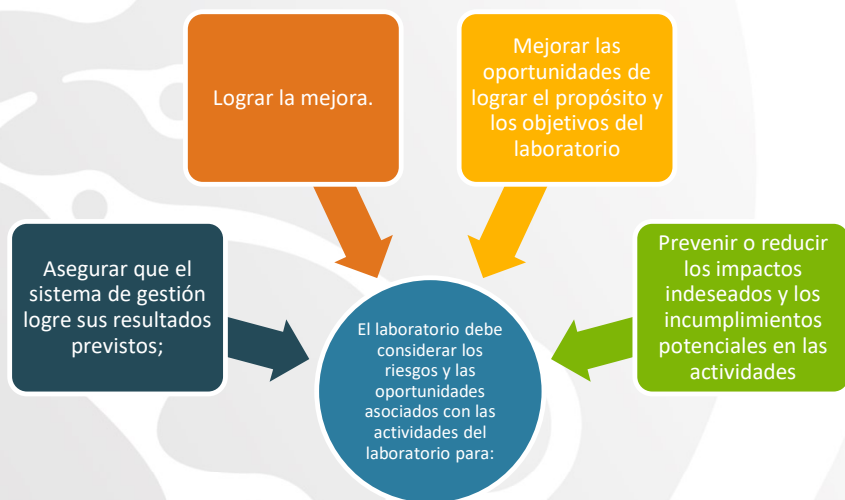 Lograr la mejora.
Mejorar las
oportunidades de
lograr el propósito y
los objetivos del
laboratorio
Asegurar que el
sistema de gestión
logre sus resultados
previstos;
Prevenir o reducir
los impactos
indeseados y los
incumplimientos
potenciales en las
actividades
El laboratorio debe
considerar los
riesgos y las
oportunidades
asociados con las
actividades del
laboratorio para: